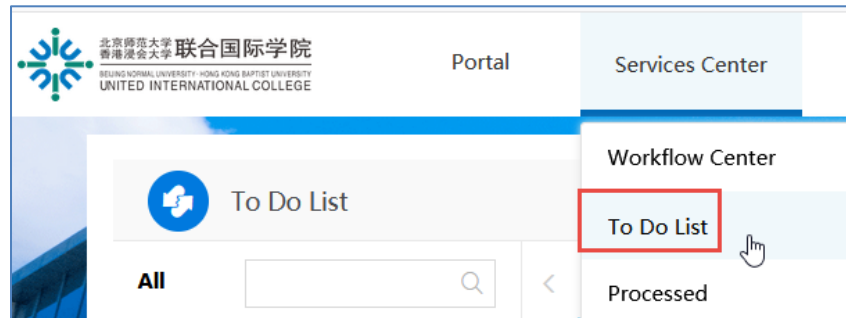 北京师范大学
香港浸会大学 联合国际学院
BEIJING NORMAL UNIVERSITY·HONG KONG BAPTIST UNIVERSITY
UNITED INTERNATIONAL COLLEGE
Portal
Services Center
Workflow Center
To Do List
To Do List
All
Processed